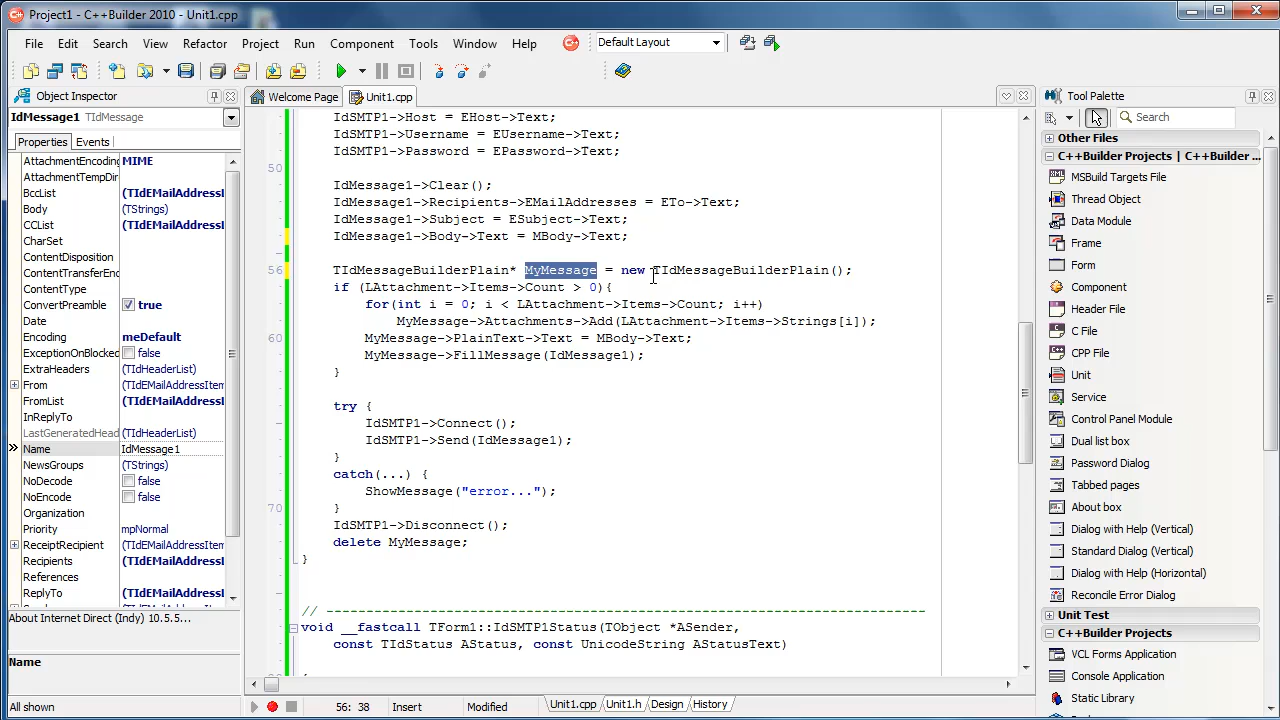 Project1 - C++Builder 2010 - Unit1.cpp
File Edit Search View Refactor Project Run Component Tools Window Help Default Layout
Object Inspector
IdMessage1 TIdMessage
Properties Events
AttachmentEncoding MIME
AttachmentTempDir
BccList (TIdEMailAddressL
Body (TStrings)
CCList (TIdEMailAddressL
CharSet
ContentDisposition
ContentTransferEnc
ContentType
ConvertPreamble true
Date
Encoding meDefault
ExceptionOnBlocked false
ExtraHeaders (TIdHeaderList)
From (TIdEMailAddressItem
FromList (TIdEMailAddressL
InReplyTo
LastGeneratedHead (TIdHeaderList)
Name IdMessage1
NewsGroups (TStrings)
NoDecode false
NoEncode false
Organization
Priority mpNormal
ReceiptRecipient (TIdEMailAddressItem
Recipients (TIdEMailAddressL
References
ReplyTo (TIdEMailAddressL
About Internet Direct (Indy) 10.5.5...
Name
All shown
Welcome Page Unit1.cpp
IdSMTP1->Host = EHost->Text;
IdSMTP1->Username = EUsername->Text;
IdSMTP1->Password = EPassword->Text;
50
IdMessage1->Clear();
IdMessage1->Recipients->EMailAddresses = ETo->Text;
IdMessage1->Subject = ESubject->Text;
IdMessage1->Body->Text = MBody->Text;
56 TIdMessageBuilderPlain* MyMessage = new TIdMessageBuilderPlain();
if (LAttachment->Items->Count > 0){
for(int i = 0; i < LAttachment->Items->Count; i++)
MyMessage->Attachments->Add(LAttachment->Items->Strings[i]);
60 MyMessage->PlainText->Text = MBody->Text;
MyMessage->FillMessage(IdMessage1);
}
try {
IdSMTP1->Connect();
IdSMTP1->Send(IdMessage1);
}
catch(...) {
ShowMessage("error...");
70 }
IdSMTP1->Disconnect();
delete MyMessage;
}
// ---------------------------------------------------------------------------
void __fastcall TForm1::IdSMTP1Status(TObject *ASender,
const TIdStatus AStatus, const UnicodeString AStatusText)
56: 38 Insert Modified Unit1.cpp Unit1.h Design History
Tool Palette
Search
Other Files
C++Builder Projects | C++Builder ...
MSBuild Targets File
Thread Object
Data Module
Frame
Form
Component
Header File
C File
CPP File
Unit
Service
Control Panel Module
Dual list box
Password Dialog
Tabbed pages
About box
Dialog with Help (Vertical)
Standard Dialog (Vertical)
Dialog with Help (Horizontal)
Reconcile Error Dialog
Unit Test
C++Builder Projects
VCL Forms Application
Console Application
Static Library